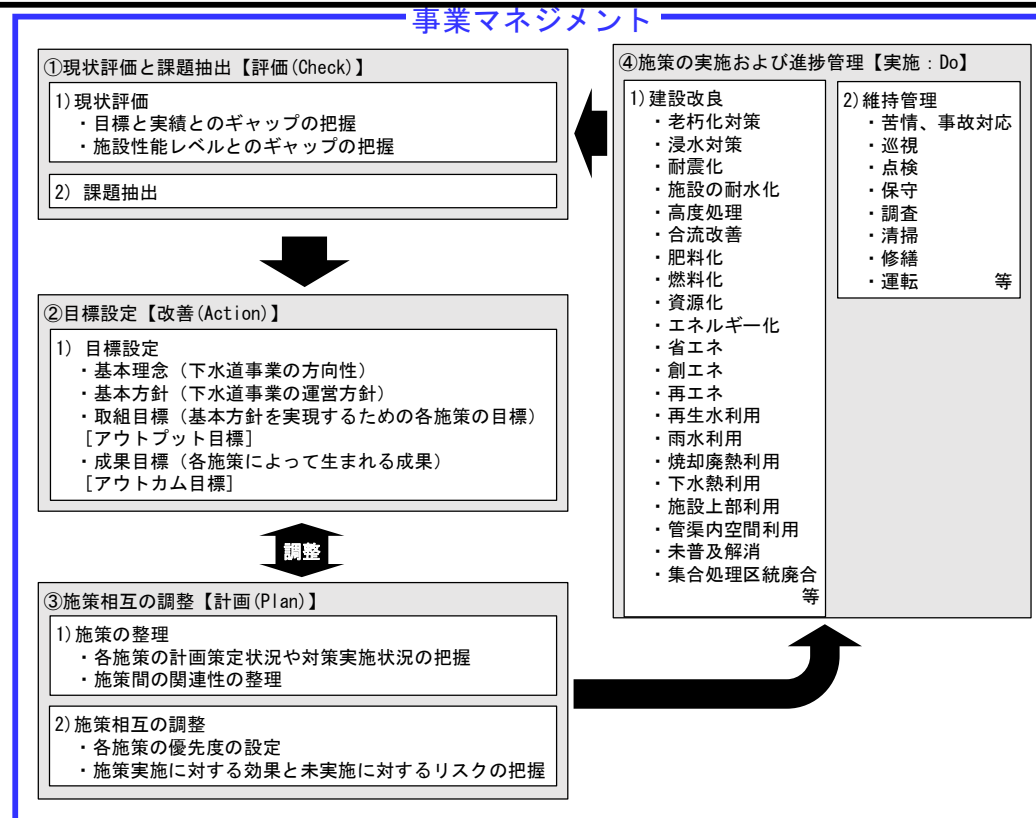 事業マネジメント
①現状評価と課題抽出【評価(Check)】
1)現状評価
・目標と実績とのギャップの把握
・施設性能レベルとのギャップの把握
2) 課題抽出
②目標設定【改善(Action)】
1) 目標設定
・基本理念（下水道事業の方向性）
・基本方針（下水道事業の運営方針）
・取組目標（基本方針を実現するための各施策の目標）
[アウトプット目標]
・成果目標（各施策によって生まれる成果）
[アウトカム目標]
調整
③施策相互の調整【計画(Plan)】
1)施策の整理
・各施策の計画策定状況や対策実施状況の把握
・施策間の関連性の整理
2)施策相互の調整
・各施策の優先度の設定
・施策実施に対する効果と未実施に対するリスクの把握
④施策の実施および進捗管理【実施：Do】
1)建設改良
・老朽化対策
・浸水対策
・耐震化
・施設の耐水化
・高度処理
・合流改善
・肥料化
・燃料化
・資源化
・エネルギー化
・省エネ
・創エネ
・再エネ
・再生水利用
・雨水利用
・焼却廃熱利用
・下水熱利用
・施設上部利用
・管渠内空間利用
・未普及解消
・集合処理区統廃合
等
2)維持管理
・苦情、事故対応
・巡視
・点検
・保守
・調査
・清掃
・修繕
・運転 等